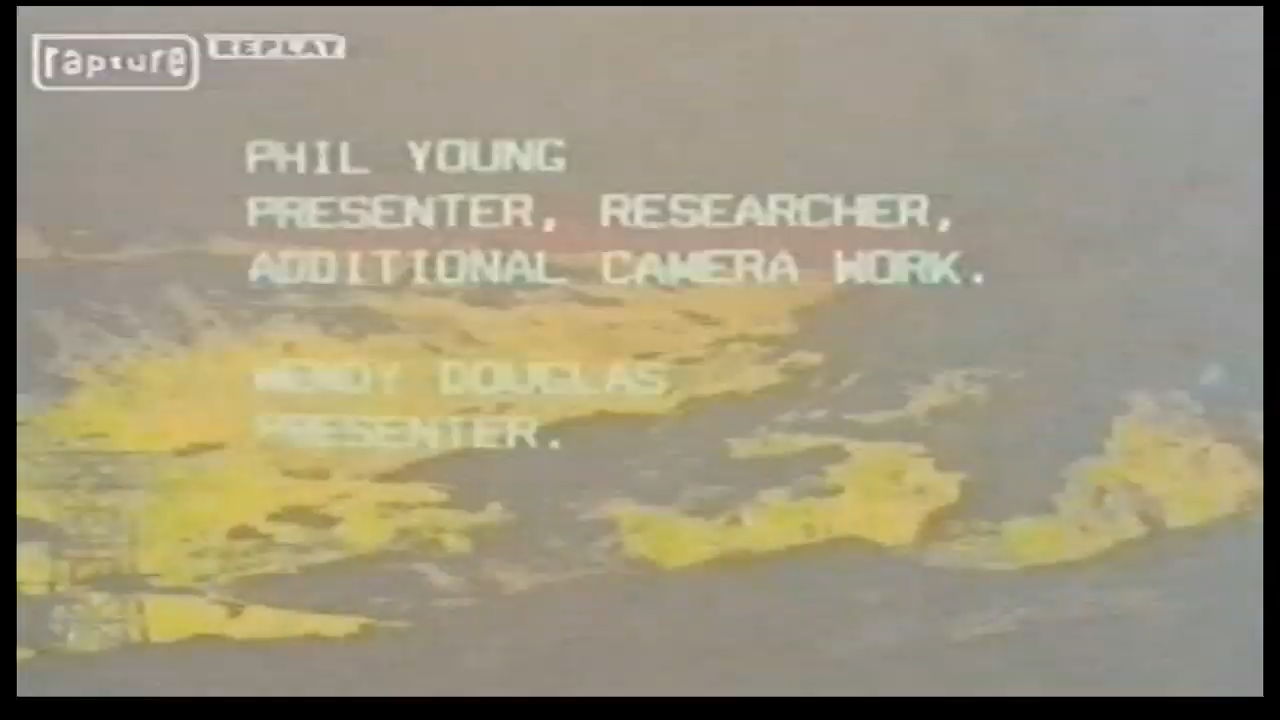 rapture REPLAY
PHIL YOUNG
PRESENTER, RESEARCHER,
ADDITIONAL CAMERA WORK.
WENDY DOUGLAS
PRESENTER.